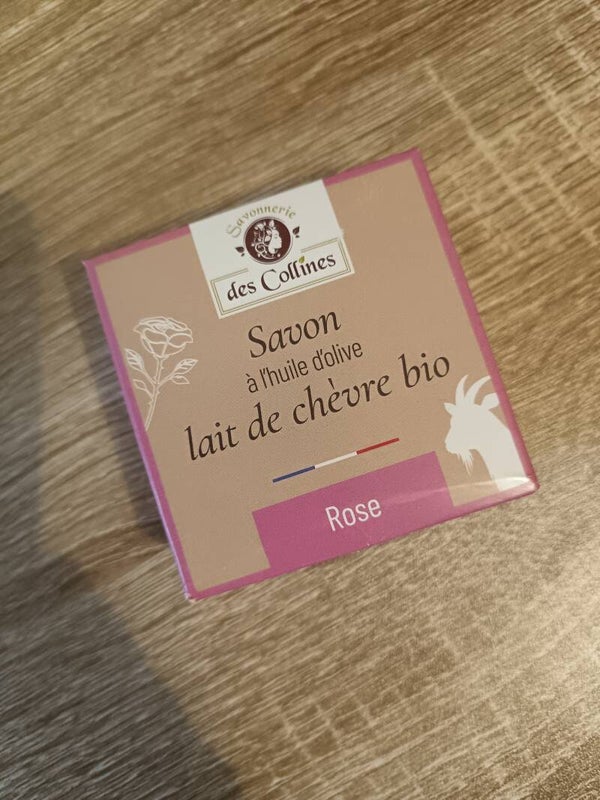 Savonnerie
des Collines
Savon
à l'huile d'olive
lait de chèvre bio
Rose